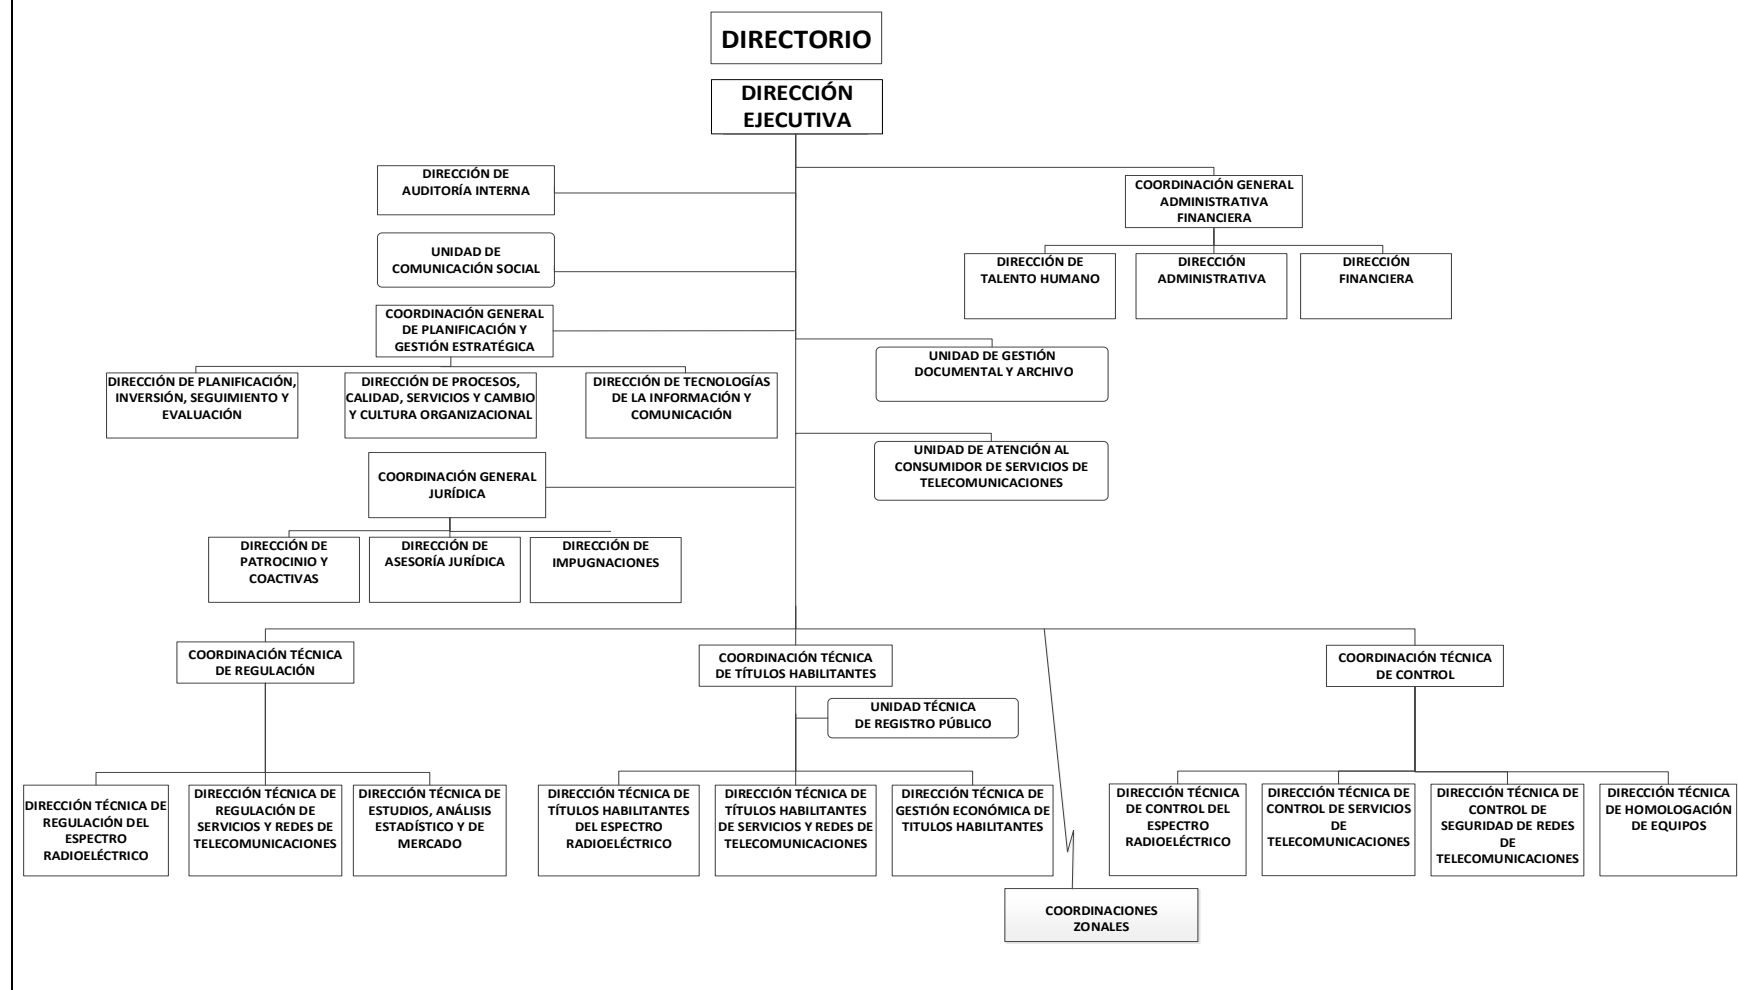 DIRECTORIO
DIRECCIÓN
EJECUTIVA
DIRECCIÓN DE
AUDITORÍA INTERNA
COORDINACIÓN GENERAL
ADMINISTRATIVA
FINANCIERA
UNIDAD DE
COMUNICACIÓN SOCIAL
DIRECCIÓN DE
TALENTO HUMANO
DIRECCIÓN
ADMINISTRATIVA
DIRECCIÓN
FINANCIERA
COORDINACIÓN GENERAL
DE PLANIFICACIÓN Y
GESTIÓN ESTRATÉGICA
UNIDAD DE GESTIÓN
DOCUMENTAL Y ARCHIVO
DIRECCIÓN DE PLANIFICACIÓN,
INVERSIÓN, SEGUIMIENTO Y
EVALUACIÓN
DIRECCIÓN DE PROCESOS,
CALIDAD, SERVICIOS Y CAMBIO
Y CULTURA ORGANIZACIONAL
DIRECCIÓN DE TECNOLOGÍAS
DE LA INFORMACIÓN Y
COMUNICACIÓN
UNIDAD DE ATENCIÓN AL
CONSUMIDOR DE SERVICIOS DE
TELECOMUNICACIONES
COORDINACIÓN GENERAL
JURÍDICA
DIRECCIÓN DE
PATROCINIO Y
COACTIVAS
DIRECCIÓN DE
ASESORÍA JURÍDICA
DIRECCIÓN DE
IMPUGNACIONES
COORDINACIÓN TÉCNICA
DE REGULACIÓN
COORDINACIÓN TÉCNICA
DE TÍTULOS HABILITANTES
COORDINACIÓN TÉCNICA
DE CONTROL
UNIDAD TÉCNICA
DE REGISTRO PÚBLICO
DIRECCIÓN TÉCNICA DE
REGULACIÓN DEL
ESPECTRO
RADIOELÉCTRICO
DIRECCIÓN TÉCNICA DE
REGULACIÓN DE
SERVICIOS Y REDES DE
TELECOMUNICACIONES
DIRECCIÓN TÉCNICA DE
ESTUDIOS, ANÁLISIS
ESTADÍSTICO Y DE
MERCADO
DIRECCIÓN TÉCNICA DE
TÍTULOS HABILITANTES
DEL ESPECTRO
RADIOELÉCTRICO
DIRECCIÓN TÉCNICA DE
TÍTULOS HABILITANTES
DE SERVICIOS Y REDES DE
TELECOMUNICACIONES
DIRECCIÓN TÉCNICA DE
GESTIÓN ECONÓMICA DE
TITULOS HABILITANTES
DIRECCIÓN TÉCNICA
DE CONTROL DEL
ESPECTRO
RADIOELÉCTRICO
DIRECCIÓN TÉCNICA DE
CONTROL DE SERVICIOS
DE
TELECOMUNICACIONES
DIRECCIÓN TÉCNICA DE
CONTROL DE
SEGURIDAD DE REDES
DE
TELECOMUNICACIONES
DIRECCIÓN TÉCNICA
DE HOMOLOGACIÓN
DE EQUIPOS
COORDINACIONES
ZONALES